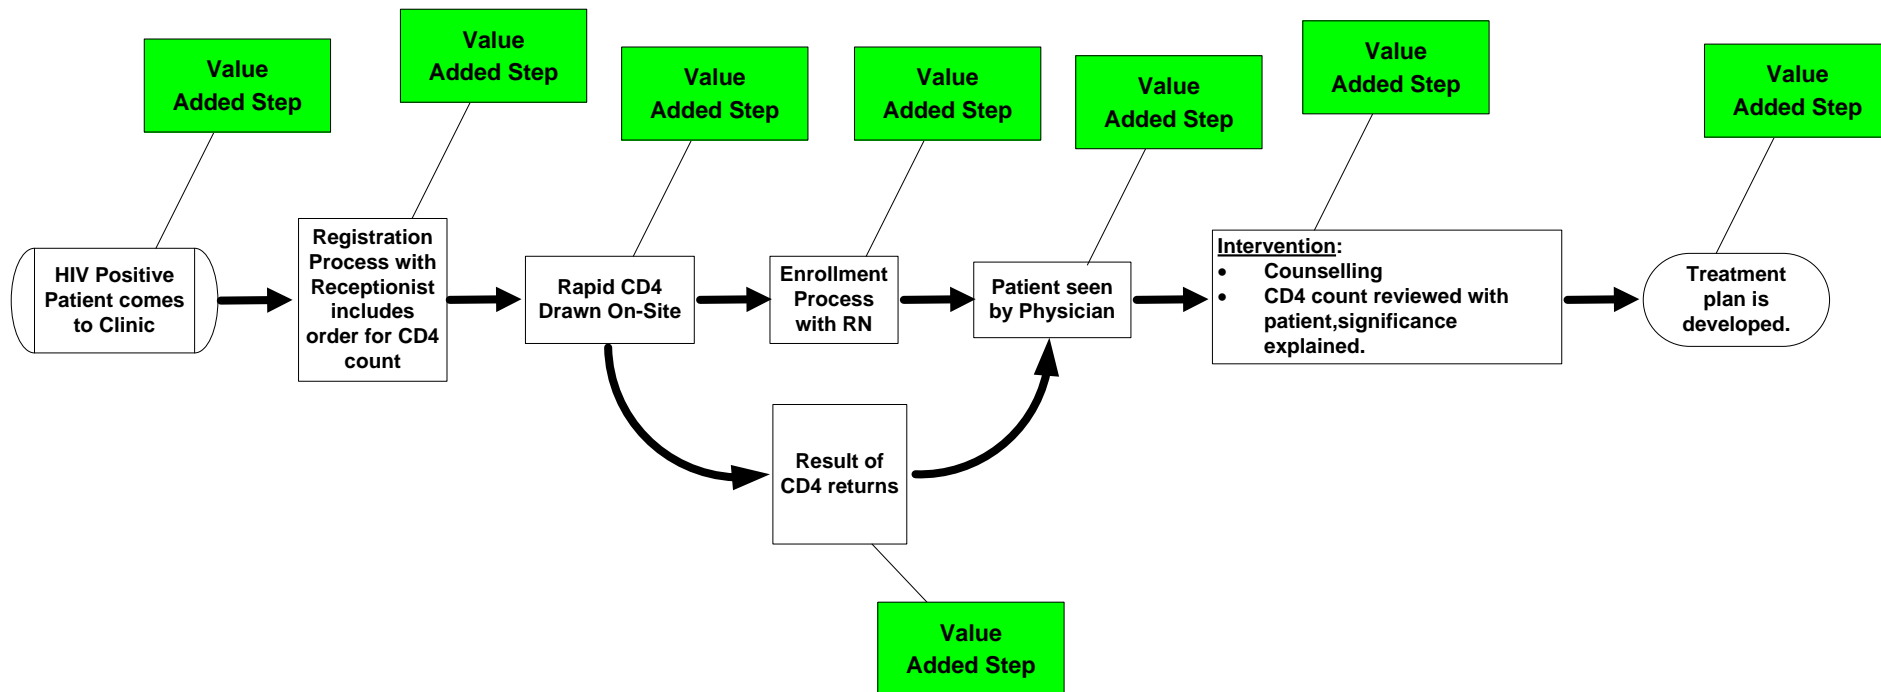 Value
Added Step
Value
Added Step
Value
Added Step
Value
Added Step
Value
Added Step
Value
Added Step
Value
Added Step
HIV Positive
Patient comes
to Clinic
Registration
Process with
Receptionist
includes
order for CD4
count
Rapid CD4
Drawn On-Site
Enrollment
Process
with RN
Patient seen
by Physician
Intervention:
• Counselling
• CD4 count reviewed with
patient,significance
explained.
Treatment
plan is
developed.
Result of
CD4 returns
Value
Added Step